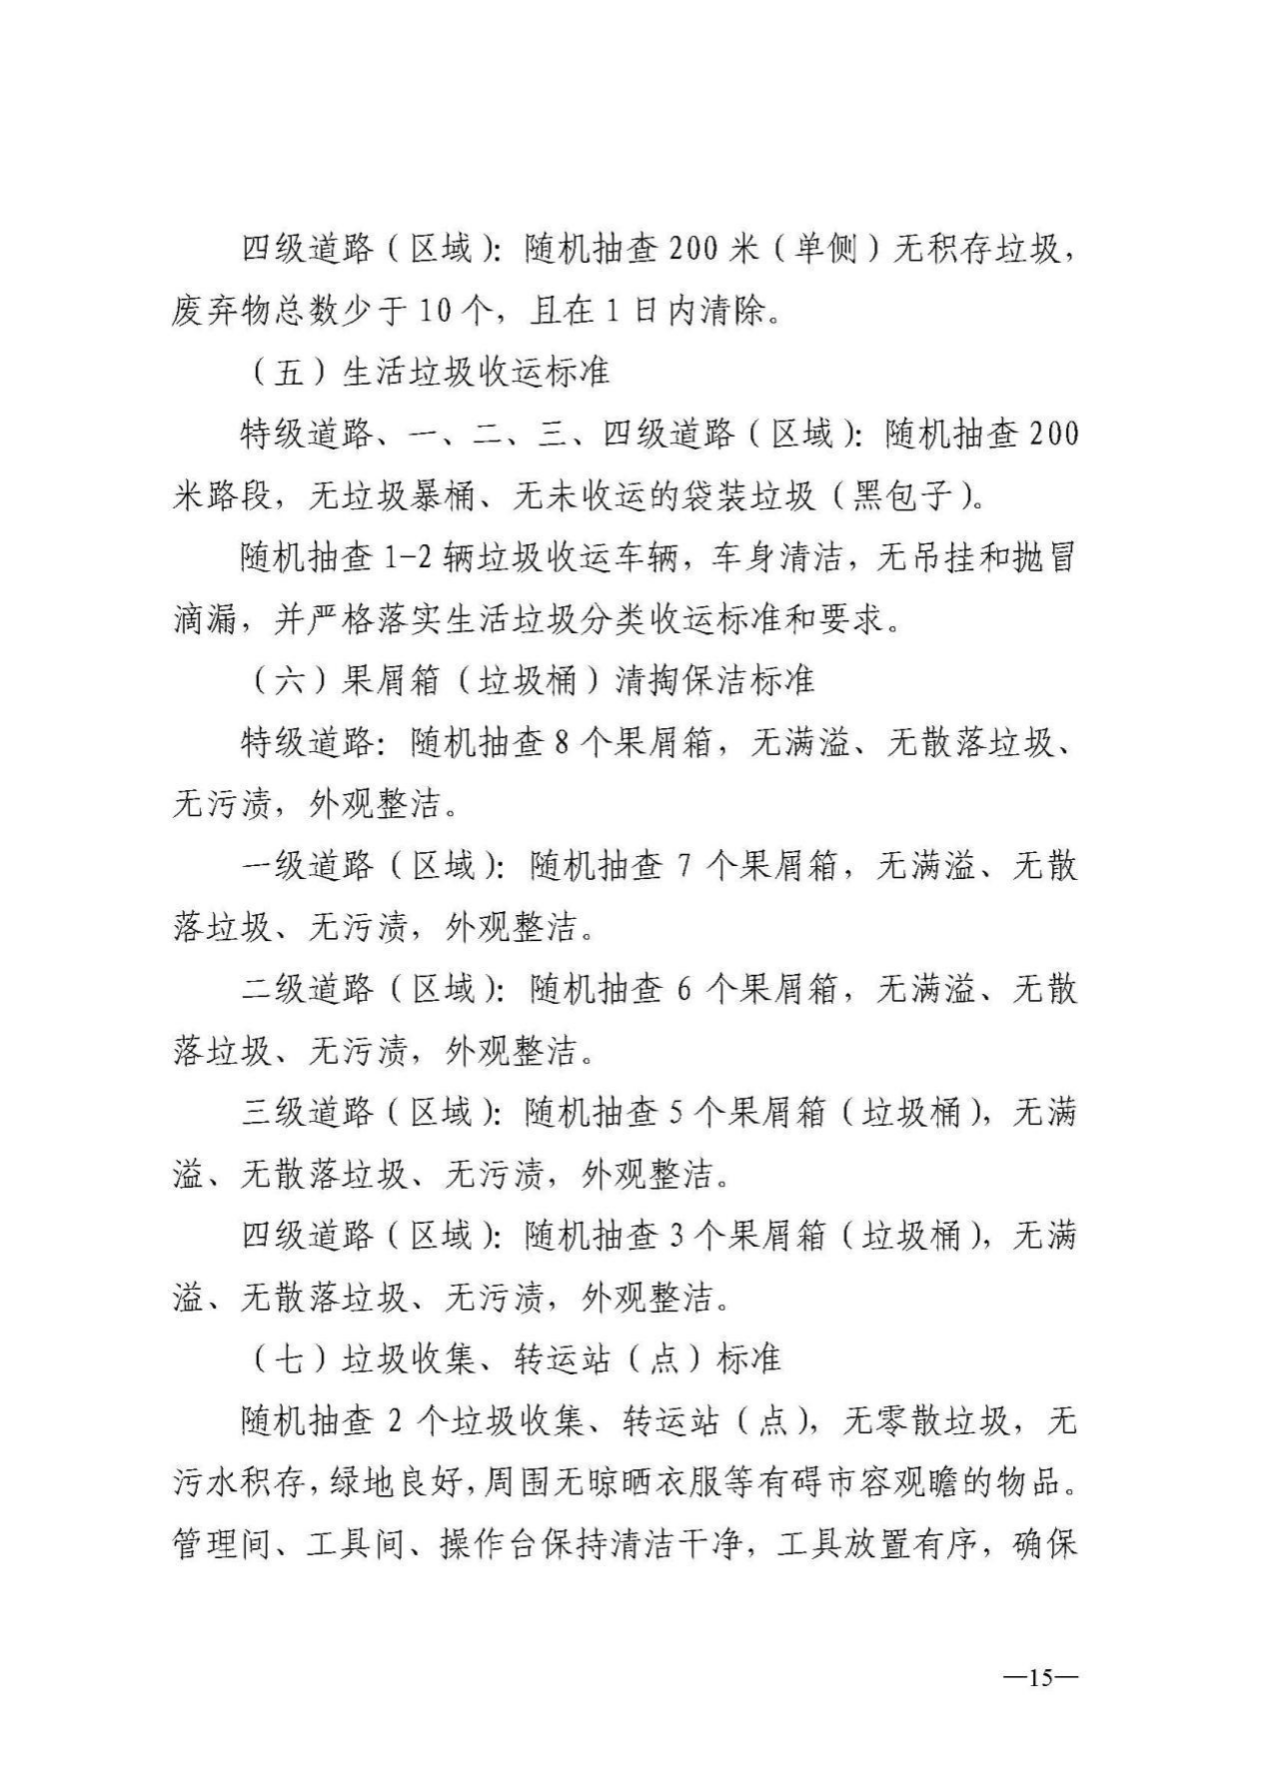 四级道路（区域）：随机抽查 200 米（单侧）无积存垃圾，
废弃物总数少于 10 个，且在 1 日内清除。
（五）生活垃圾收运标准
特级道路、一、二、三、四级道路（区域）：随机抽查 200
米路段，无垃圾暴桶、无未收运的袋装垃圾（黑包子）。
随机抽查 1-2 辆垃圾收运车辆，车身清洁，无吊挂和抛冒
滴漏，并严格落实生活垃圾分类收运标准和要求。
（六）果屑箱（垃圾桶）清掏保洁标准
特级道路：随机抽查 8 个果屑箱，无满溢、无散落垃圾、
无污渍，外观整洁。
一级道路（区域）：随机抽查 7 个果屑箱，无满溢、无散
落垃圾、无污渍，外观整洁。
二级道路（区域）：随机抽查 6 个果屑箱，无满溢、无散
落垃圾、无污渍，外观整洁。
三级道路（区域）：随机抽查 5 个果屑箱（垃圾桶），无满
溢、无散落垃圾、无污渍，外观整洁。
四级道路（区域）：随机抽查 3 个果屑箱（垃圾桶），无满
溢、无散落垃圾、无污渍，外观整洁。
（七）垃圾收集、转运站（点）标准
随机抽查 2 个垃圾收集、转运站（点），无零散垃圾，无
污水积存，绿地良好，周围无晾晒衣服等有碍市容观瞻的物品。
管理间、工具间、操作台保持清洁干净，工具放置有序，确保
—15—